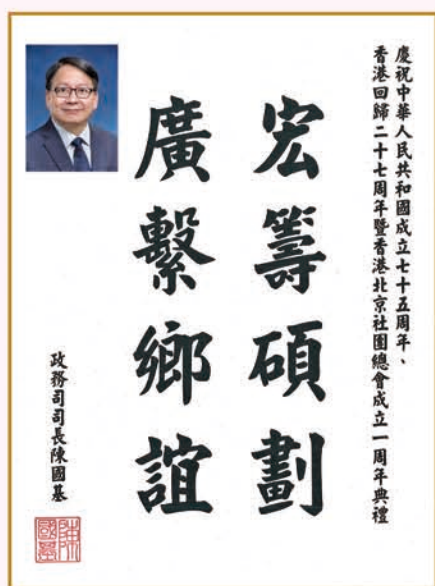 慶祝中華人民共和國成立七十五周年、
香港回歸二十七周年暨香港北京社團總會成立一周年典禮
宏籌碩劃
廣繫鄉誼
政務司司長陳國基
陳國基